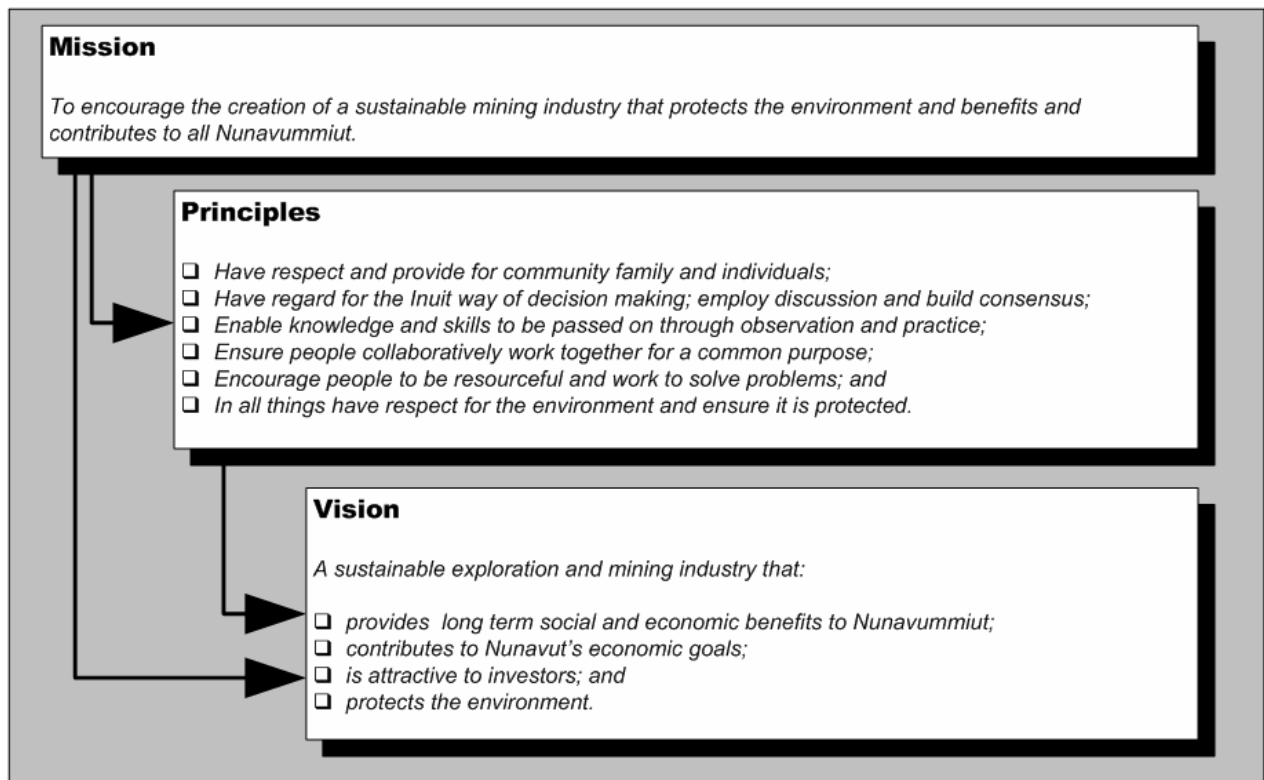 Mission
To encourage the creation of a sustainable mining industry that protects the environment and benefits and
contributes to all Nunavummiut.
Principles
❑ Have respect and provide for community family and individuals;
❑ Have regard for the Inuit way of decision making; employ discussion and build consensus;
❑ Enable knowledge and skills to be passed on through observation and practice;
❑ Ensure people collaboratively work together for a common purpose;
❑ Encourage people to be resourceful and work to solve problems; and
❑ In all things have respect for the environment and ensure it is protected.
Vision
A sustainable exploration and mining industry that:
❑ provides long term social and economic benefits to Nunavummiut;
❑ contributes to Nunavut's economic goals;
❑ is attractive to investors; and
❑ protects the environment.